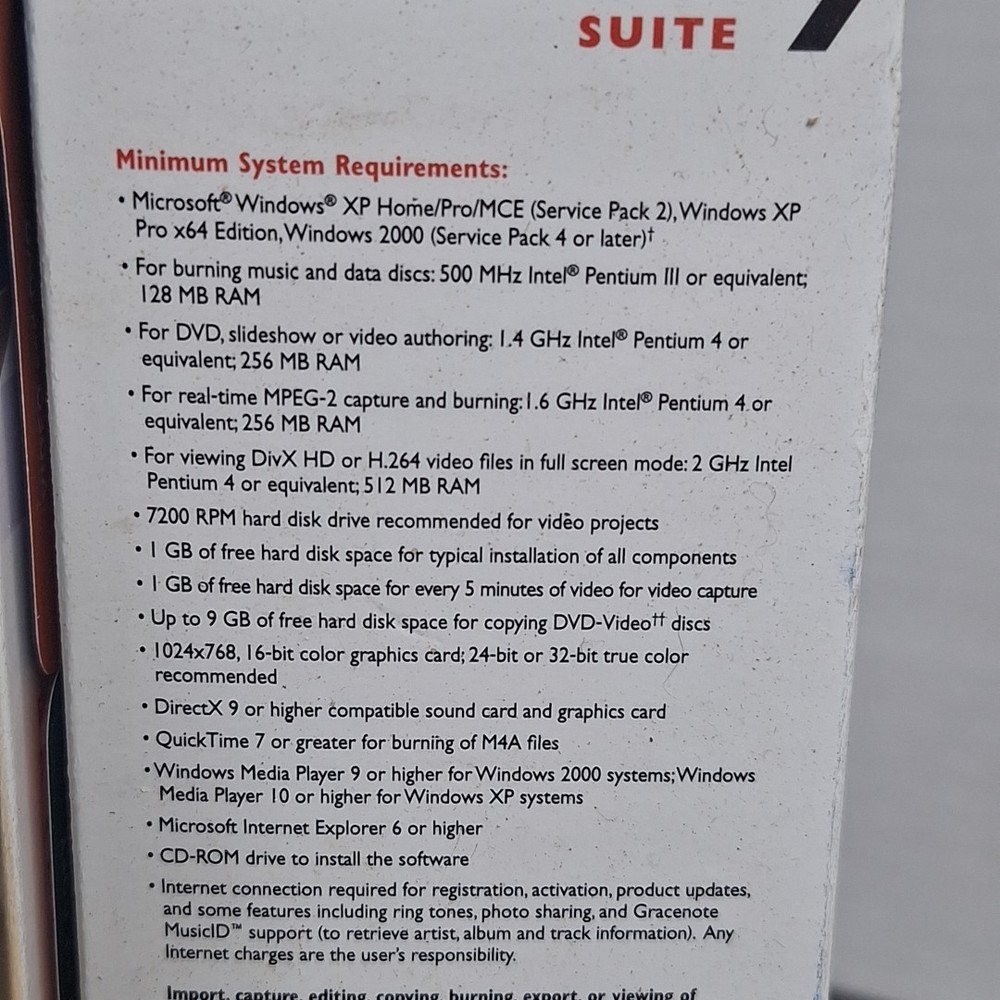 SUITE
Minimum System Requirements:
• Microsoft® Windows® XP Home/Pro/MCE (Service Pack 2), Windows XP
Pro x64 Edition, Windows 2000 (Service Pack 4 or later)†
• For burning music and data discs: 500 MHz Intel® Pentium III or equivalent;
128 MB RAM
• For DVD, slideshow or video authoring: 1.4 GHz Intel® Pentium 4 or
equivalent; 256 MB RAM
• For real-time MPEG-2 capture and burning: 1.6 GHz Intel® Pentium 4 or
equivalent; 256 MB RAM
• For viewing DivX HD or H.264 video files in full screen mode: 2 GHz Intel
Pentium 4 or equivalent; 512 MB RAM
• 7200 RPM hard disk drive recommended for video projects
• 1 GB of free hard disk space for typical installation of all components
• 1 GB of free hard disk space for every 5 minutes of video for video capture
• Up to 9 GB of free hard disk space for copying DVD-Video†† discs
• 1024x768, 16-bit color graphics card; 24-bit or 32-bit true color
recommended
• DirectX 9 or higher compatible sound card and graphics card
• QuickTime 7 or greater for burning of M4A files
• Windows Media Player 9 or higher for Windows 2000 systems; Windows
Media Player 10 or higher for Windows XP systems
• Microsoft Internet Explorer 6 or higher
• CD-ROM drive to install the software
• Internet connection required for registration, activation, product updates,
and some features including ring tones, photo sharing, and Gracenote
MusicID™ support (to retrieve artist, album and track information). Any
Internet charges are the user's responsibility.
Import, capture, editing, copying, burning, export, or viewing of